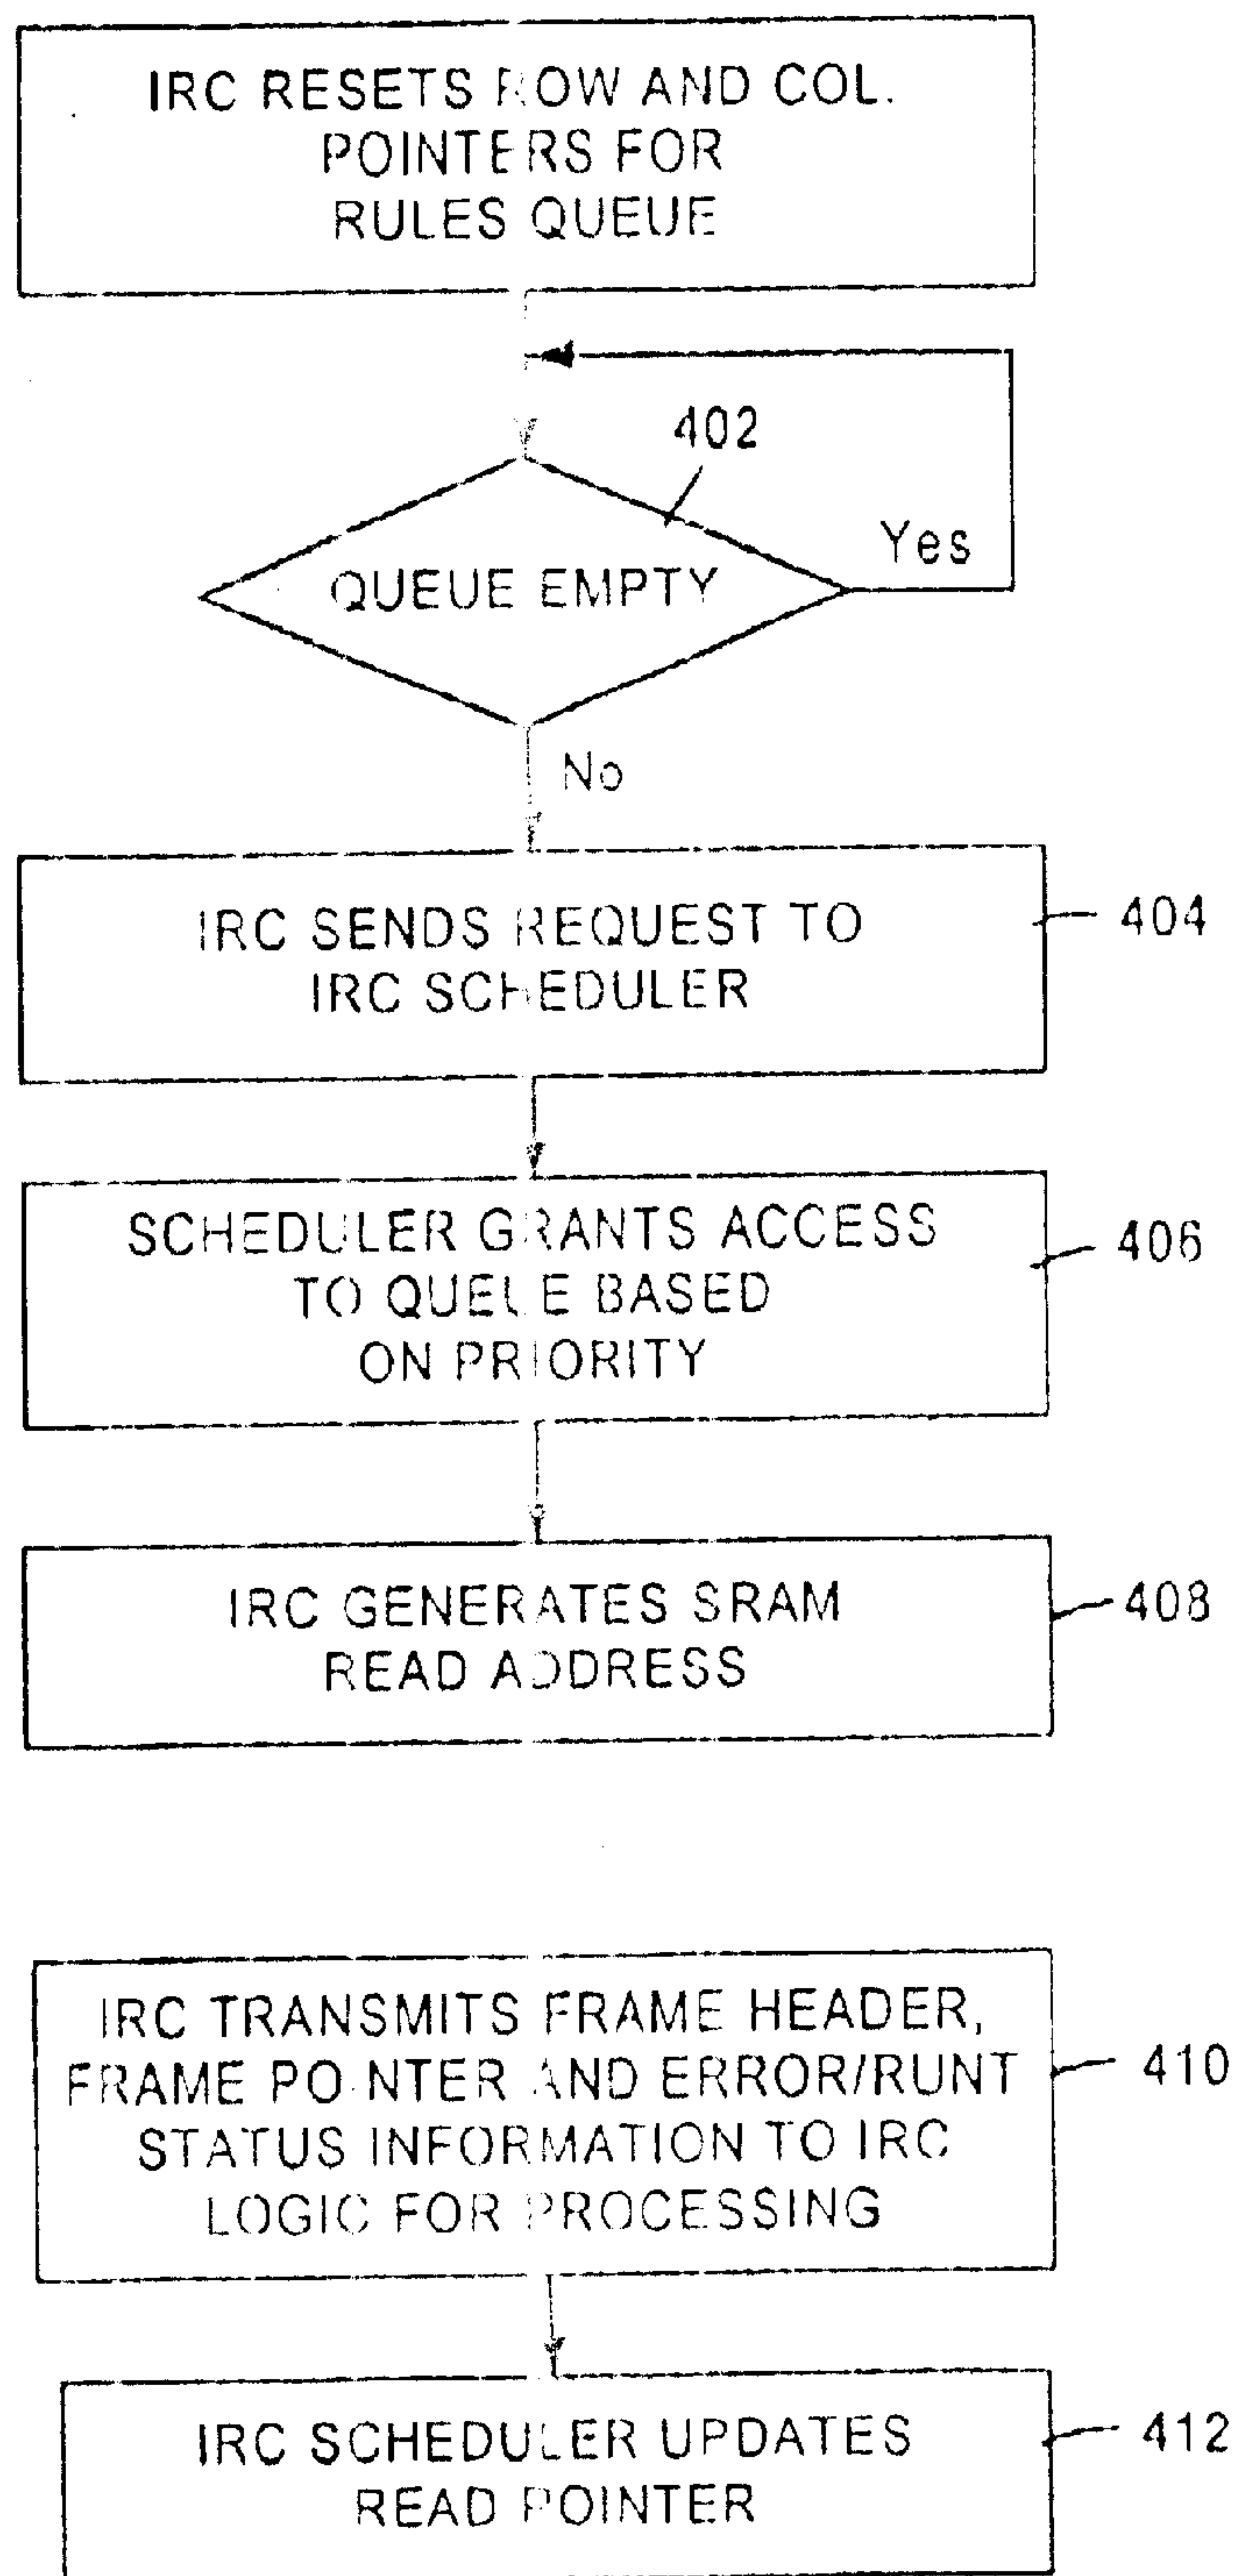 IRC RESETS ROW AND COL.
POINTERS FOR
RULES QUEUE
402
QUEUE EMPTY
Yes
No
IRC SENDS REQUEST TO
IRC SCHEDULER
404
SCHEDULER GRANTS ACCESS
TO QUEUE BASED
ON PRIORITY
406
IRC GENERATES SRAM
READ ADDRESS
408
IRC TRANSMITS FRAME HEADER,
FRAME POINTER AND ERROR/RUNT
STATUS INFORMATION TO IRC
LOGIC FOR PROCESSING
410
IRC SCHEDULER UPDATES
READ POINTER
412